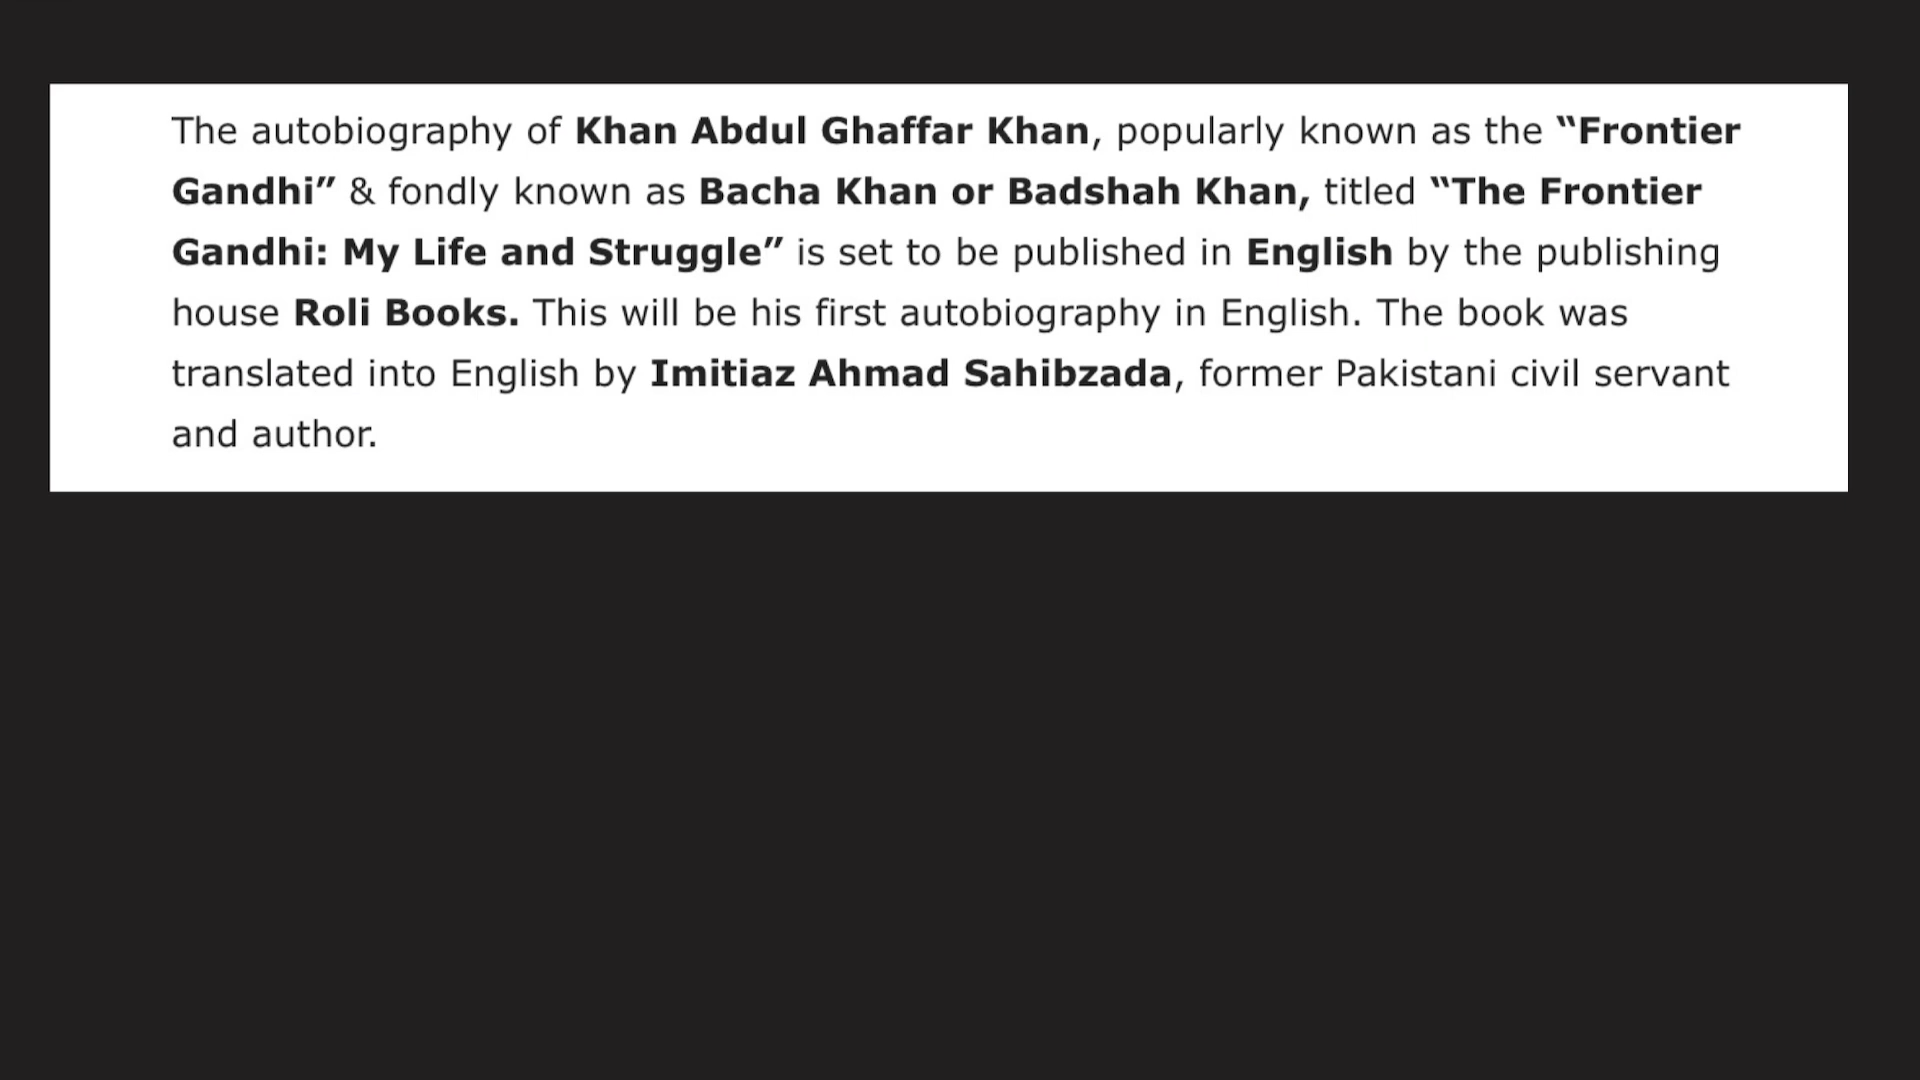 The autobiography of Khan Abdul Ghaffar Khan, popularly known as the “Frontier
Gandhi” & fondly known as Bacha Khan or Badshah Khan, titled “The Frontier
Gandhi: My Life and Struggle” is set to be published in English by the publishing
house Roli Books. This will be his first autobiography in English. The book was
translated into English by Imitiaz Ahmad Sahibzada, former Pakistani civil servant
and author.